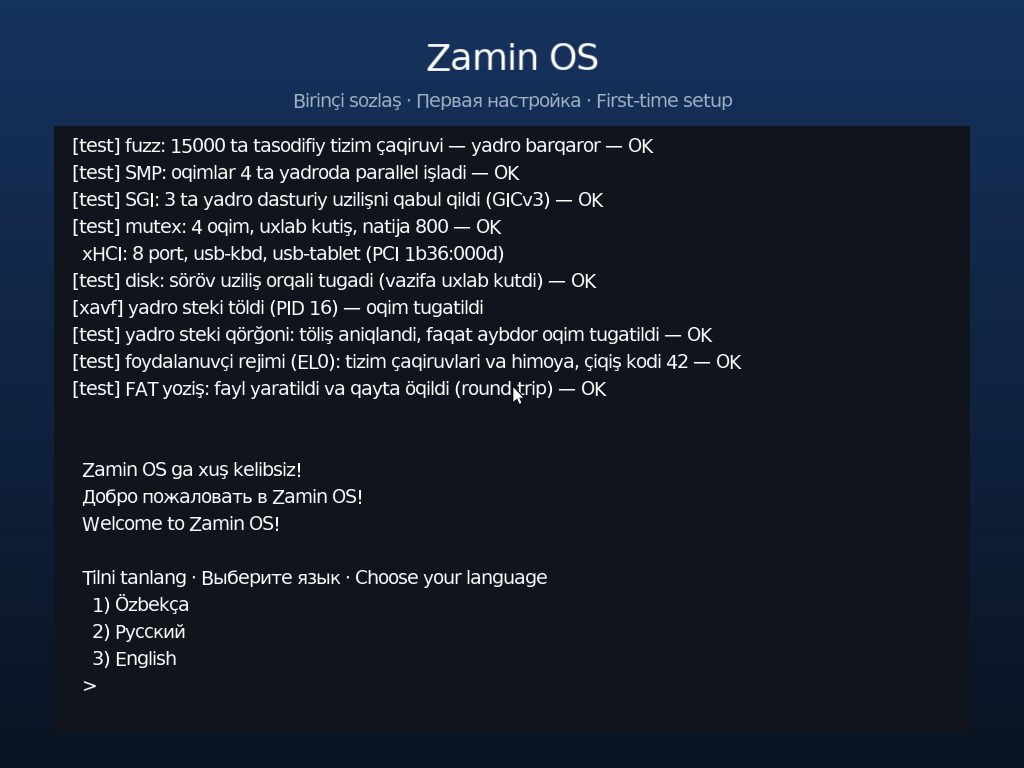 Zamin OS
Birinçi sozlaş · Первая настройка · First-time setup
[test] fuzz: 15000 ta tasodifiy tizim çaqiruvi — yadro barqaror — OK
[test] SMP: oqimlar 4 ta yadroda parallel işladi — OK
[test] SGI: 3 ta yadro dasturiy uzilişni qabul qildi (GICv3) — OK
[test] mutex: 4 oqim, uxlab kutiş, natija 800 — OK
xHCI: 8 port, usb-kbd, usb-tablet (PCI 1b36:000d)
[test] disk: söröv uziliş orqali tugadi (vazifa uxlab kutdi) — OK
[xavf] yadro steki töldi (PID 16) — oqim tugatildi
[test] yadro steki qörğoni: töliş aniqlandi, faqat aybdor oqim tugatildi — OK
[test] foydalanuvçi rejimi (EL0): tizim çaqiruvlari va himoya, çiqiş kodi 42 — OK
[test] FAT yoziş: fayl yaratildi va qayta öqildi (round trip) — OK
Zamin OS ga xuş kelibsiz!
Добро пожаловать в Zamin OS!
Welcome to Zamin OS!
Tilni tanlang · Выберите язык · Choose your language
1) Özbekça
2) Русский
3) English
>